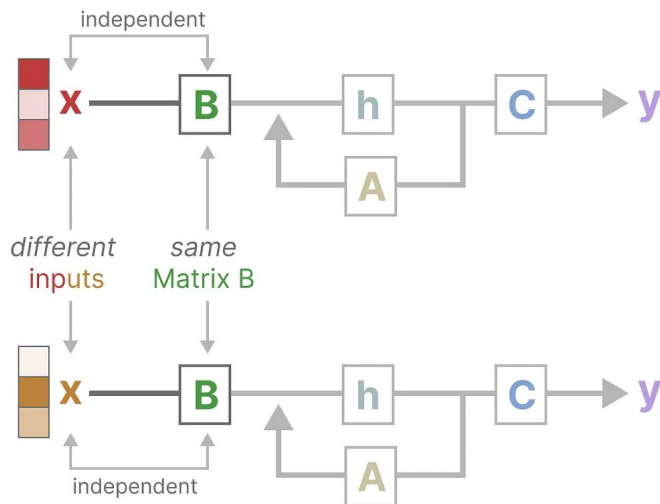 independent
x B h C y
A
different same
inputs Matrix B
x B h C y
independent
A